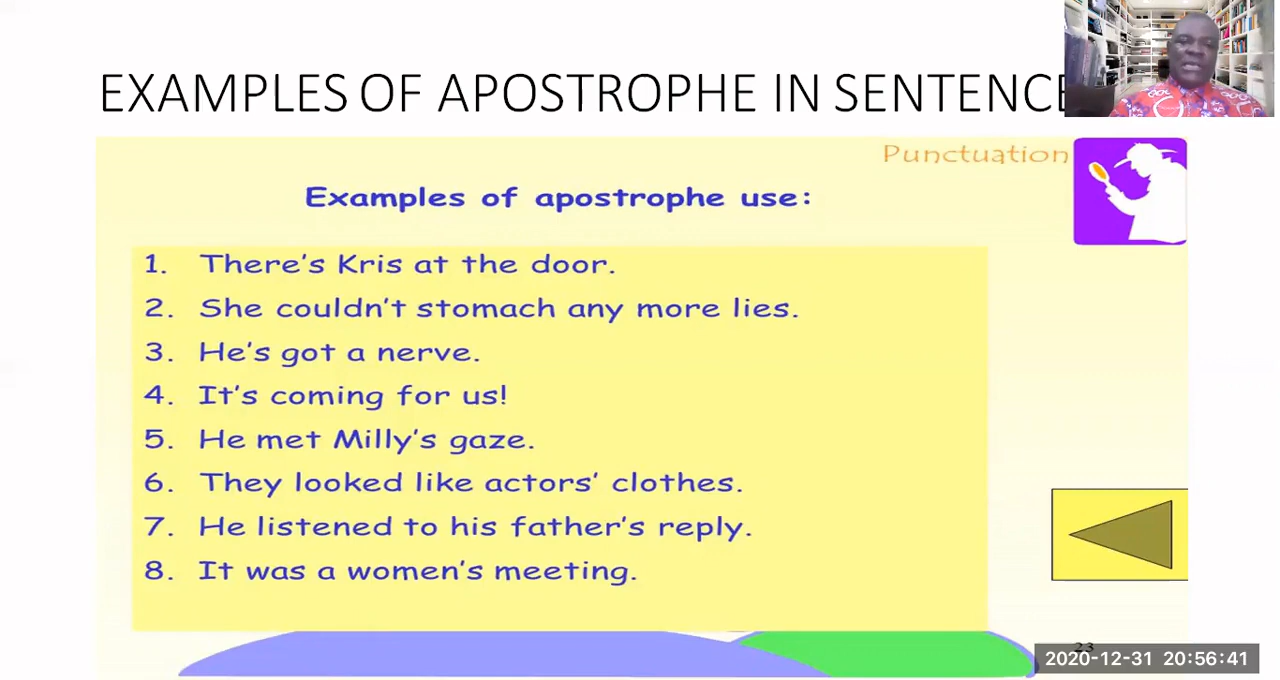 EXAMPLES OF APOSTROPHE IN SENTENCE
Punctuation
Examples of apostrophe use:
1. There's Kris at the door.
2. She couldn't stomach any more lies.
3. He's got a nerve.
4. It's coming for us!
5. He met Milly's gaze.
6. They looked like actors' clothes.
7. He listened to his father's reply.
8. It was a women's meeting.
23
2020-12-31 20:56:41